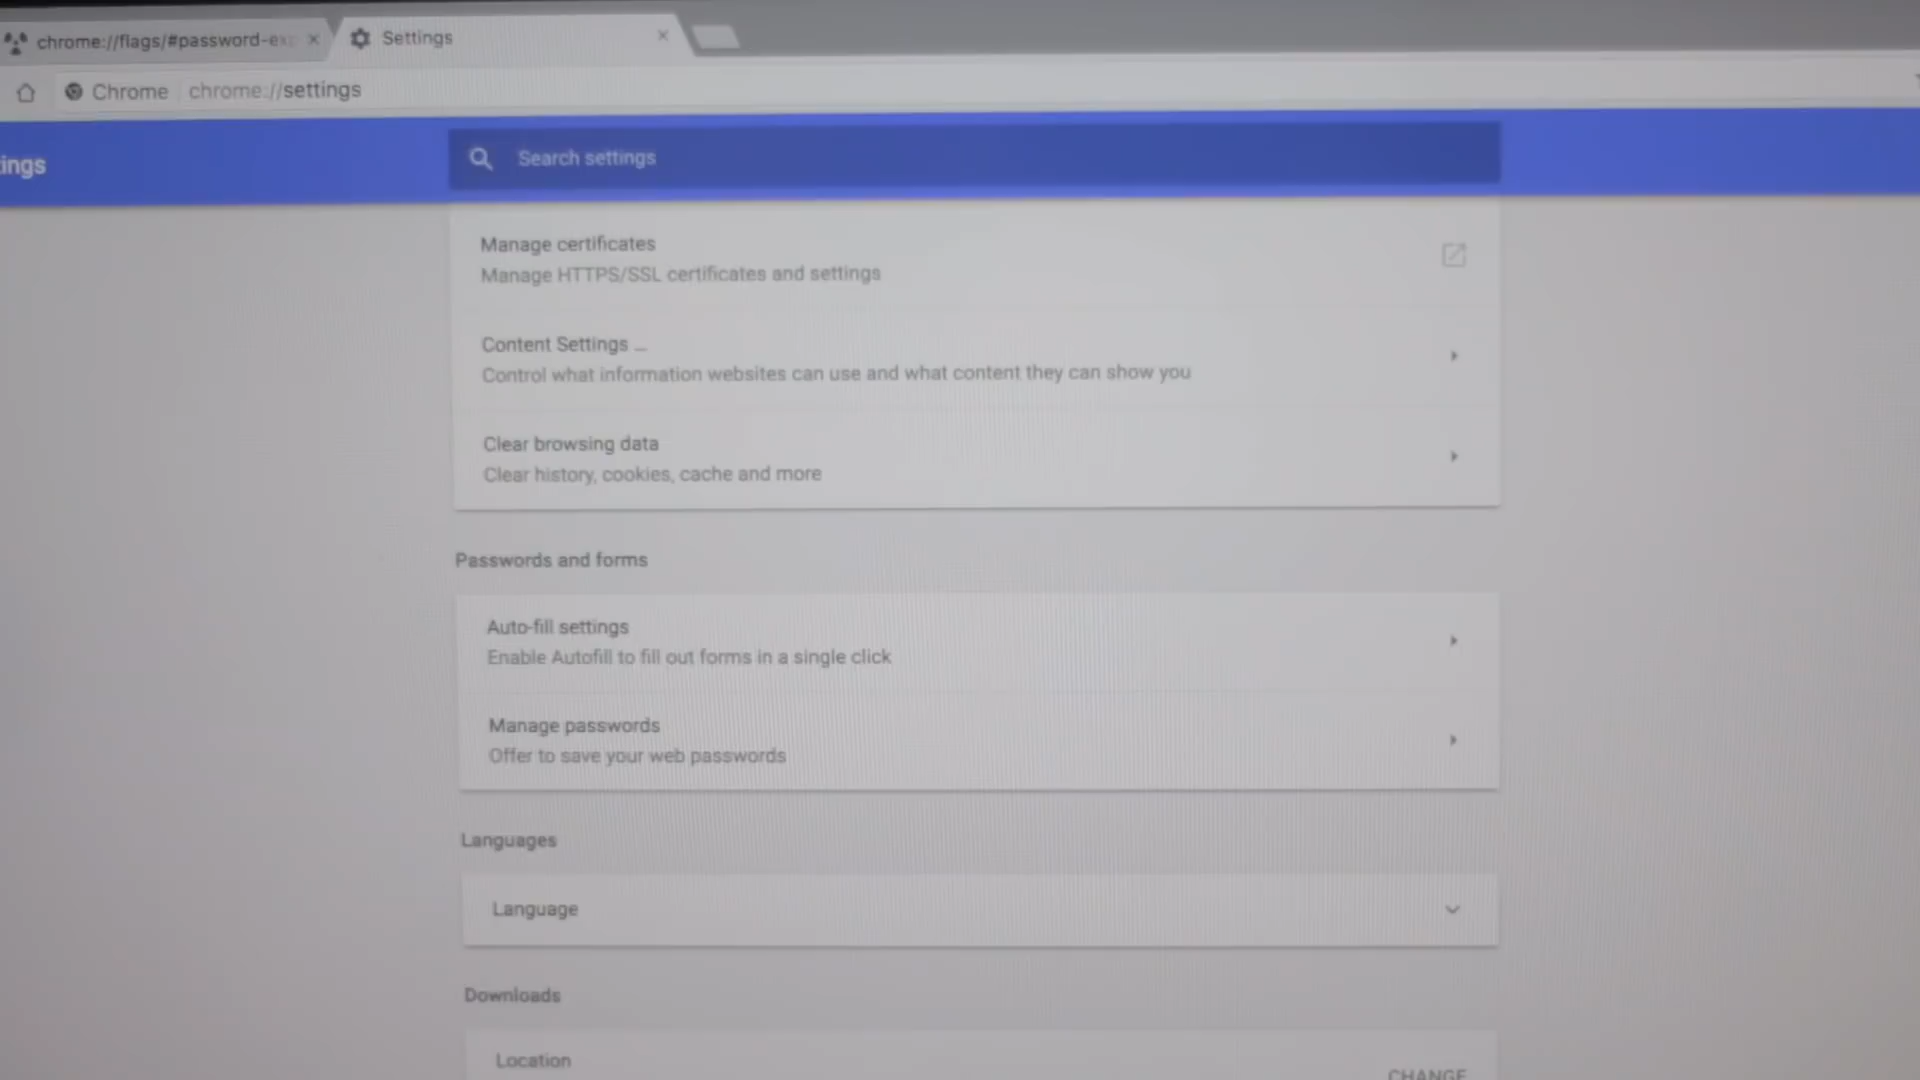 chrome://flags/#password-exp
Settings
Chrome chrome://settings
ings
Search settings
Manage certificates
Manage HTTPS/SSL certificates and settings
Content Settings ...
Control what information websites can use and what content they can show you
Clear browsing data
Clear history, cookies, cache and more
Passwords and forms
Auto-fill settings
Enable Autofill to fill out forms in a single click
Manage passwords
Offer to save your web passwords
Languages
Language
Downloads
Location
CHANGE